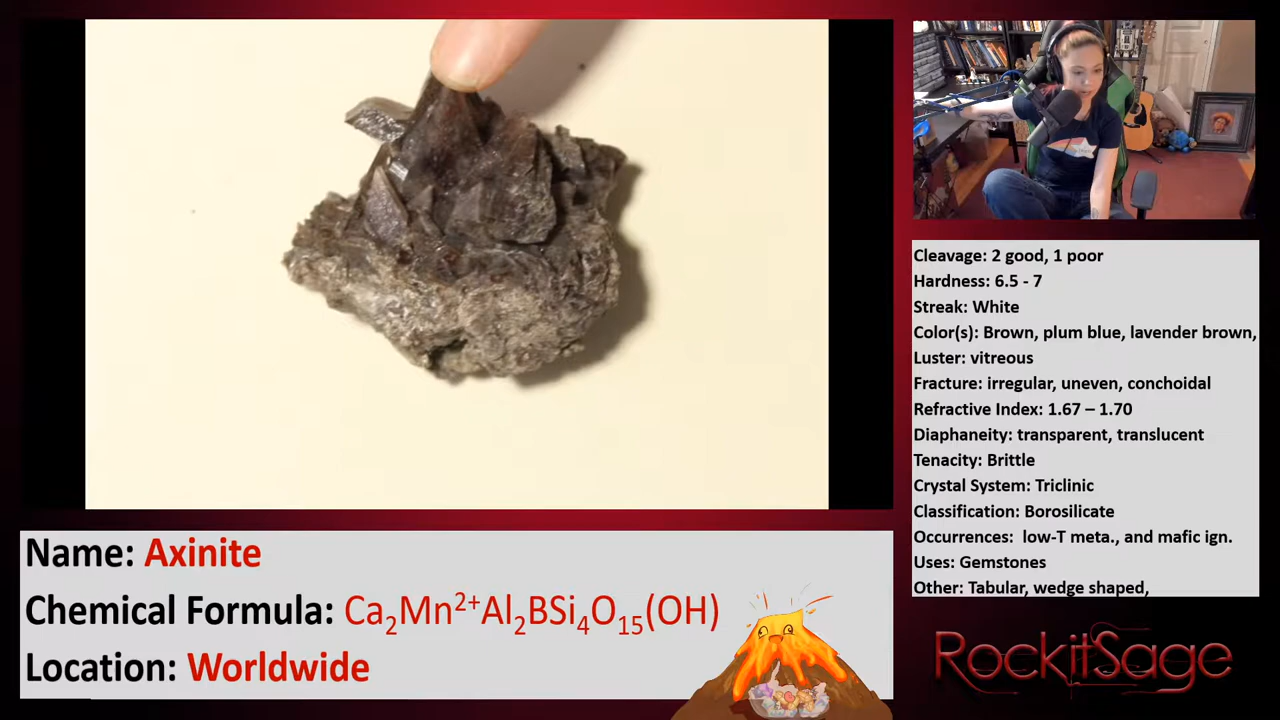 Cleavage: 2 good, 1 poor
Hardness: 6.5 - 7
Streak: White
Color(s): Brown, plum blue, lavender brown,
Luster: vitreous
Fracture: irregular, uneven, conchoidal
Refractive Index: 1.67 – 1.70
Diaphaneity: transparent, translucent
Tenacity: Brittle
Crystal System: Triclinic
Classification: Borosilicate
Occurrences: low-T meta., and mafic ign.
Uses: Gemstones
Other: Tabular, wedge shaped,
Name: Axinite
Chemical Formula: Ca₂Mn²⁺Al₂BSi₄O₁₅(OH)
Location: Worldwide
RockitSage